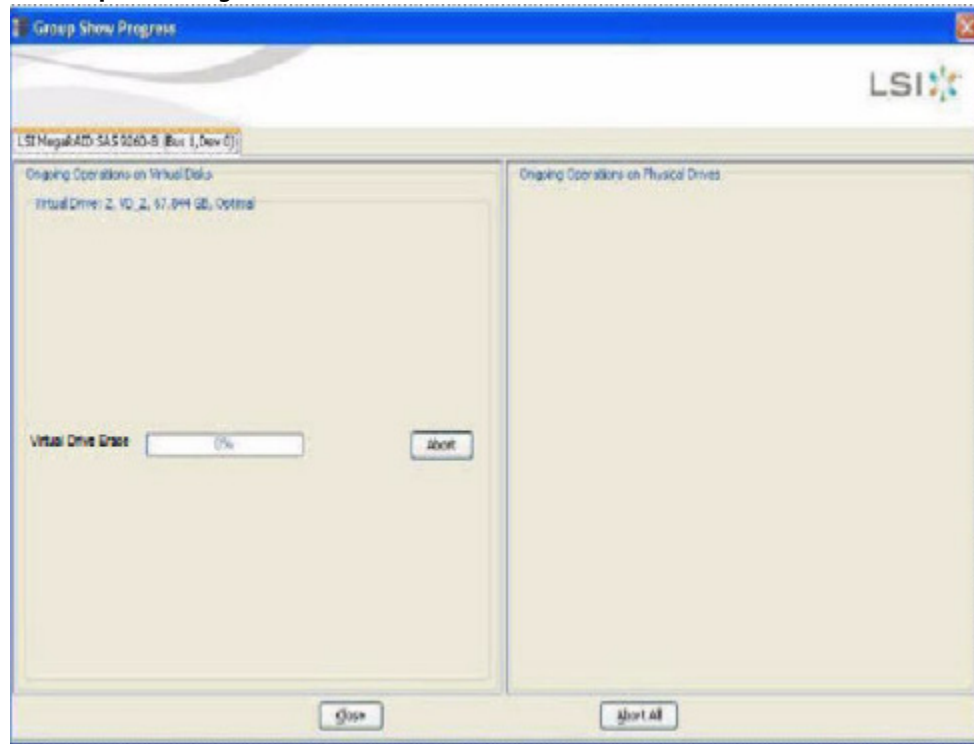 Group Show Progress
LSI
LSI MegaRAID SAS 9260-8 (Bus 1,Dev 0);
Ongoing Operations on Virtual Disks
Virtual Drive: 2, VD_2, 67.844 GB, Optimal
Virtual Drive Erase
0%
Abort
Ongoing Operations on Physical Drives
Close
Abort All